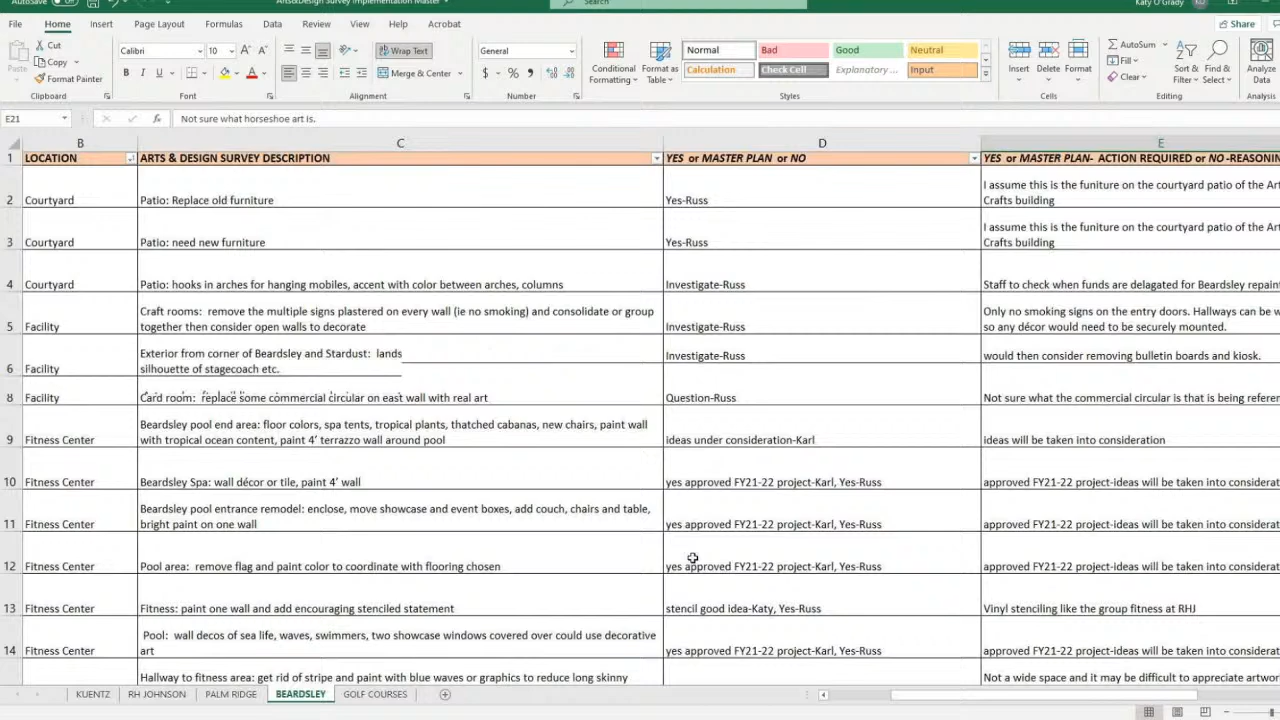 AutoSave Off Arts&Design Survey Implementation Master Search Katy O'Grady
File Home Insert Page Layout Formulas Data Review View Help Acrobat Share
Paste Cut Copy Format Painter Clipboard
Calibri 10 Font
Wrap Text Merge & Center Alignment
General Number
Conditional Formatting Format as Table
Normal Bad Good Neutral
Calculation Check Cell Explanatory ... Input
Styles
Insert Delete Format Cells
AutoSum Fill Clear Sort & Filter Find & Select Editing
Analyze Data Analysis
E21 Not sure what horseshoe art is.
B C D E
1 LOCATION ARTS & DESIGN SURVEY DESCRIPTION YES or MASTER PLAN or NO YES or MASTER PLAN- ACTION REQUIRED or NO -REASONIN
2 Courtyard Patio: Replace old furniture Yes-Russ I assume this is the funiture on the courtyard patio of the Art
Crafts building
3 Courtyard Patio: need new furniture Yes-Russ I assume this is the funiture on the courtyard patio of the Art
Crafts building
4 Courtyard Patio: hooks in arches for hanging mobiles, accent with color between arches, columns Investigate-Russ Staff to check when funds are delagated for Beardsley repain
5 Facility Craft rooms: remove the multiple signs plastered on every wall (ie no smoking) and consolidate or group
together then consider open walls to decorate Investigate-Russ Only no smoking signs on the entry doors. Hallways can be w
so any décor would need to be securely mounted.
6 Facility Exterior from corner of Beardsley and Stardust: lands
silhouette of stagecoach etc. Investigate-Russ would then consider removing bulletin boards and kiosk.
8 Facility Card room: replace some commercial circular on east wall with real art Question-Russ Not sure what the commercial circular is that is being referen
9 Fitness Center Beardsley pool end area: floor colors, spa tents, tropical plants, thatched cabanas, new chairs, paint wall
with tropical ocean content, paint 4' terrazzo wall around pool ideas under consideration-Karl ideas will be taken into consideration
10 Fitness Center Beardsley Spa: wall décor or tile, paint 4' wall yes approved FY21-22 project-Karl, Yes-Russ approved FY21-22 project-ideas will be taken into considerat
11 Fitness Center Beardsley pool entrance remodel: enclose, move showcase and event boxes, add couch, chairs and table,
bright paint on one wall yes approved FY21-22 project-Karl, Yes-Russ approved FY21-22 project-ideas will be taken into considerat
12 Fitness Center Pool area: remove flag and paint color to coordinate with flooring chosen yes approved FY21-22 project-Karl, Yes-Russ approved FY21-22 project-ideas will be taken into considerat
13 Fitness Center Fitness: paint one wall and add encouraging stenciled statement stencil good idea-Katy, Yes-Russ Vinyl stenciling like the group fitness at RHJ
14 Fitness Center Pool: wall decos of sea life, waves, swimmers, two showcase windows covered over could use decorative
art yes approved FY21-22 project-Karl, Yes-Russ approved FY21-22 project-ideas will be taken into considerat
Hallway to fitness area: get rid of stripe and paint with blue waves or graphics to reduce long skinny Not a wide space and it may be difficult to appreciate artwor
KUENTZ RH JOHNSON PALM RIDGE BEARDSLEY GOLF COURSES